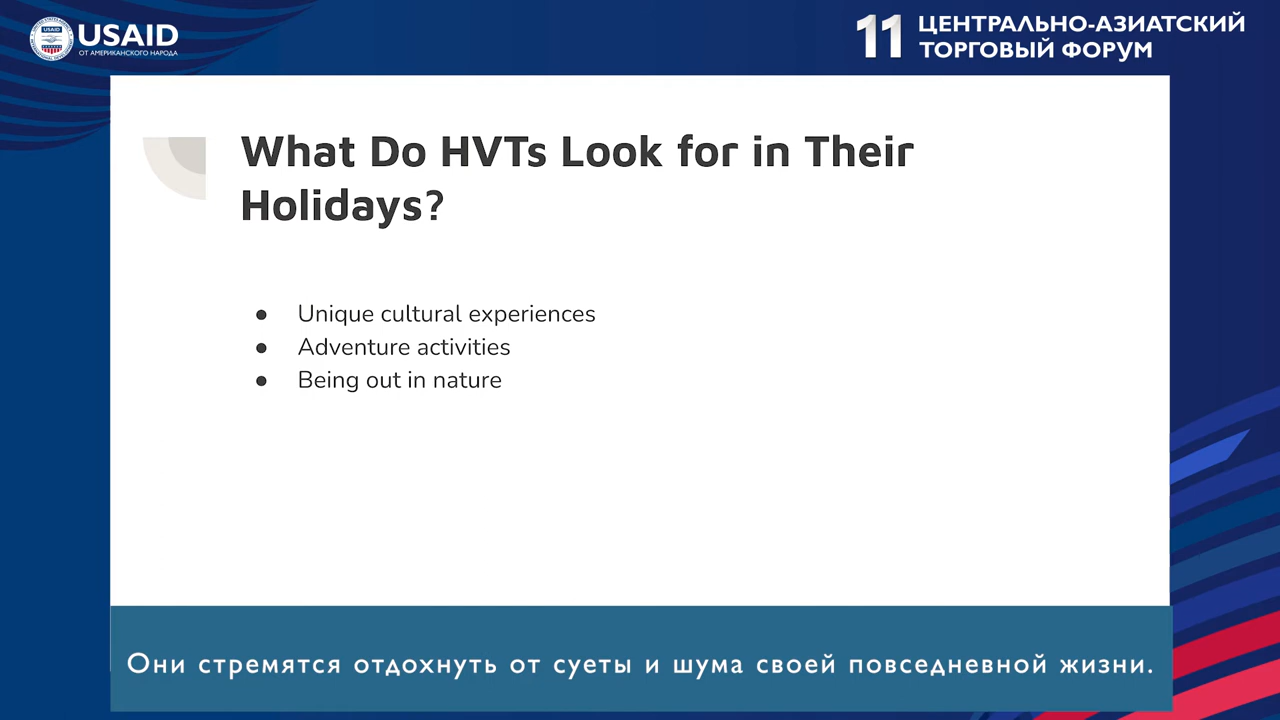 USAID
ОТ АМЕРИКАНСКОГО НАРОДА
11 ЦЕНТРАЛЬНО-АЗИАТСКИЙ
ТОРГОВЫЙ ФОРУМ
What Do HVTs Look for in Their
Holidays?
● Unique cultural experiences
● Adventure activities
● Being out in nature
Они стремятся отдохнуть от суеты и шума своей повседневной жизни.